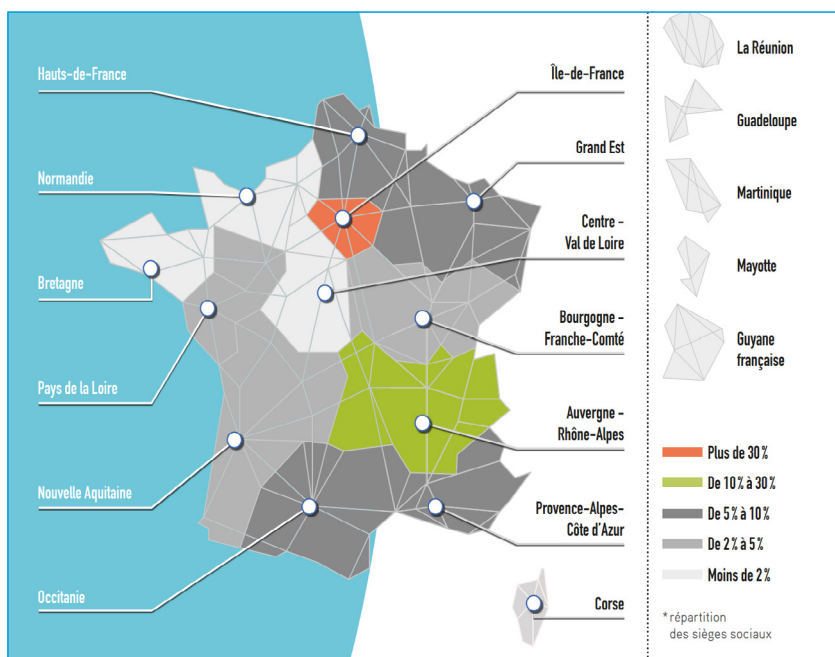 Hauts-de-France
Normandie
Bretagne
Pays de la Loire
Nouvelle Aquitaine
Occitanie
Île-de-France
Grand Est
Centre –
Val de Loire
Bourgogne –
Franche-Comté
Auvergne –
Rhône-Alpes
Provence-Alpes-
Côte d'Azur
Corse
La Réunion
Guadeloupe
Martinique
Mayotte
Guyane
française
Plus de 30 %
De 10 % à 30 %
De 5 % à 10 %
De 2 % à 5 %
Moins de 2 %
* répartition
des sièges sociaux